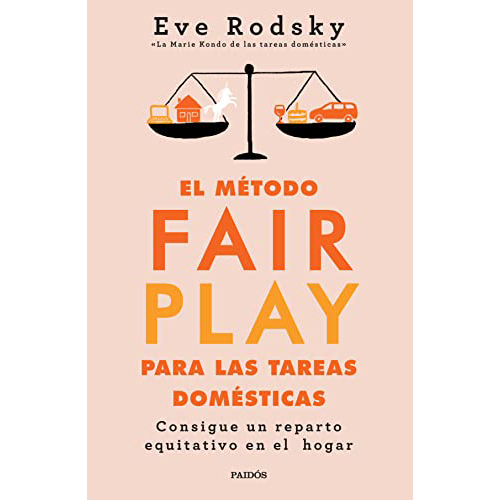 Eve Rodsky
«La Marie Kondo de las tareas domésticas»
EL MÉTODO
FAIR
PLAY
PARA LAS TAREAS
DOMÉSTICAS
Consigue un reparto
equitativo en el hogar
PAIDÓS